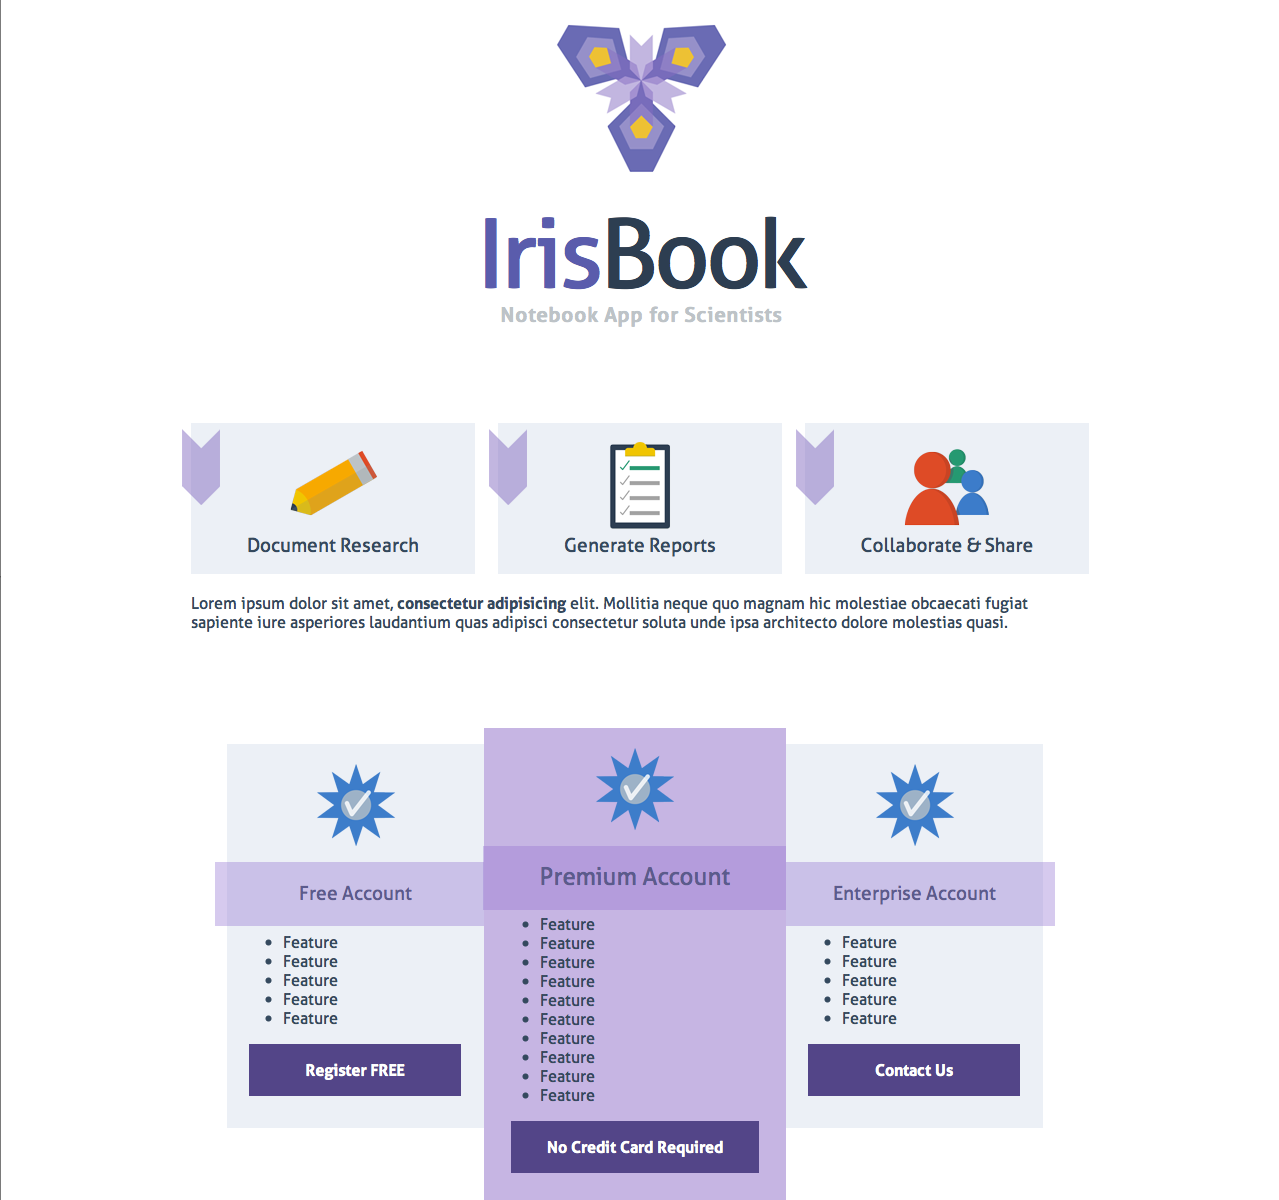 IrisBook
Notebook App for Scientists
Document Research
Generate Reports
Collaborate & Share
Lorem ipsum dolor sit amet, consectetur adipisicing elit. Mollitia neque quo magnam hic molestiae obcaecati fugiat
sapiente iure asperiores laudantium quas adipisci consectetur soluta unde ipsa architecto dolore molestias quasi.
Free Account
Feature
Feature
Feature
Feature
Feature
Register FREE
Premium Account
Feature
Feature
Feature
Feature
Feature
Feature
Feature
Feature
Feature
Feature
No Credit Card Required
Enterprise Account
Feature
Feature
Feature
Feature
Feature
Contact Us